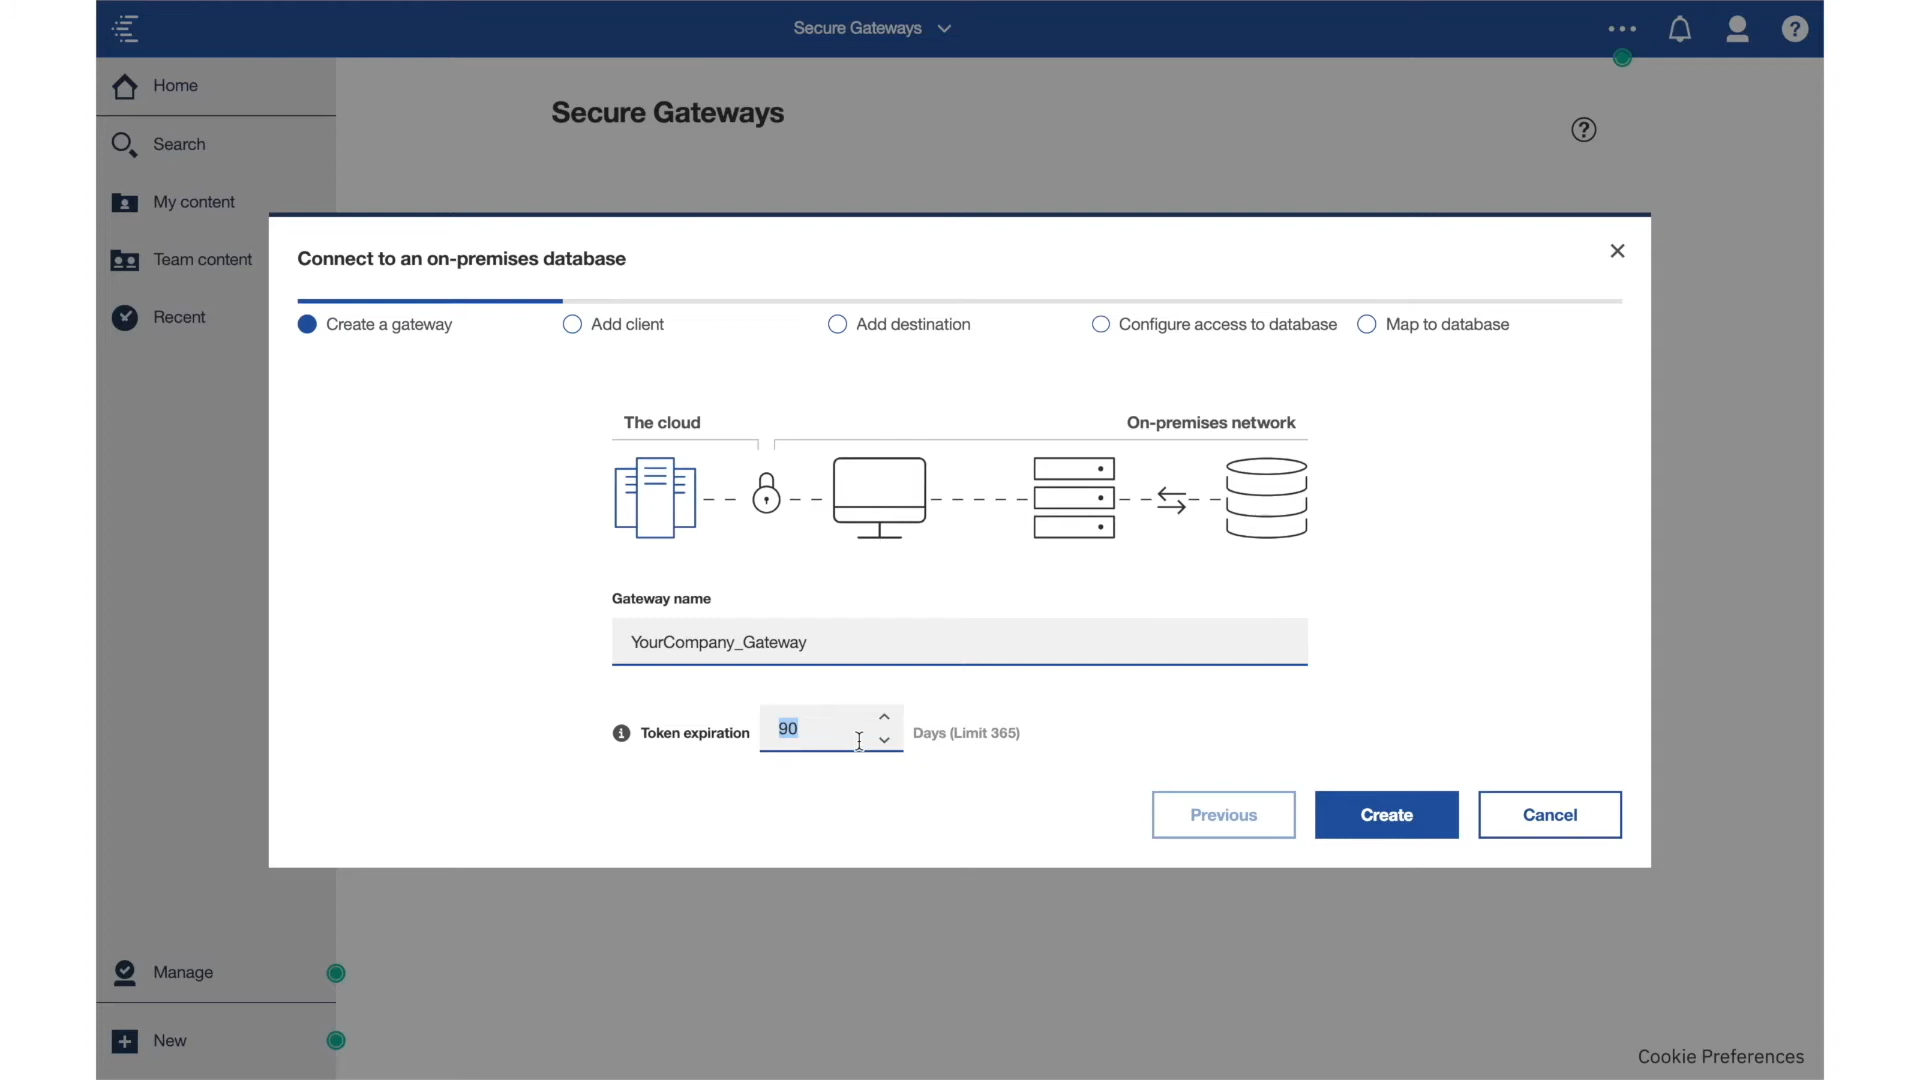 Secure Gateways
?
Home
Secure Gateways
?
Search
My content
Team content
Recent
Connect to an on-premises database
Create a gateway
Add client
Add destination
Configure access to database
Map to database
The cloud
On-premises network
Gateway name
YourCompany_Gateway
Token expiration
90
Days (Limit 365)
Previous
Create
Cancel
Manage
New
Cookie Preferences